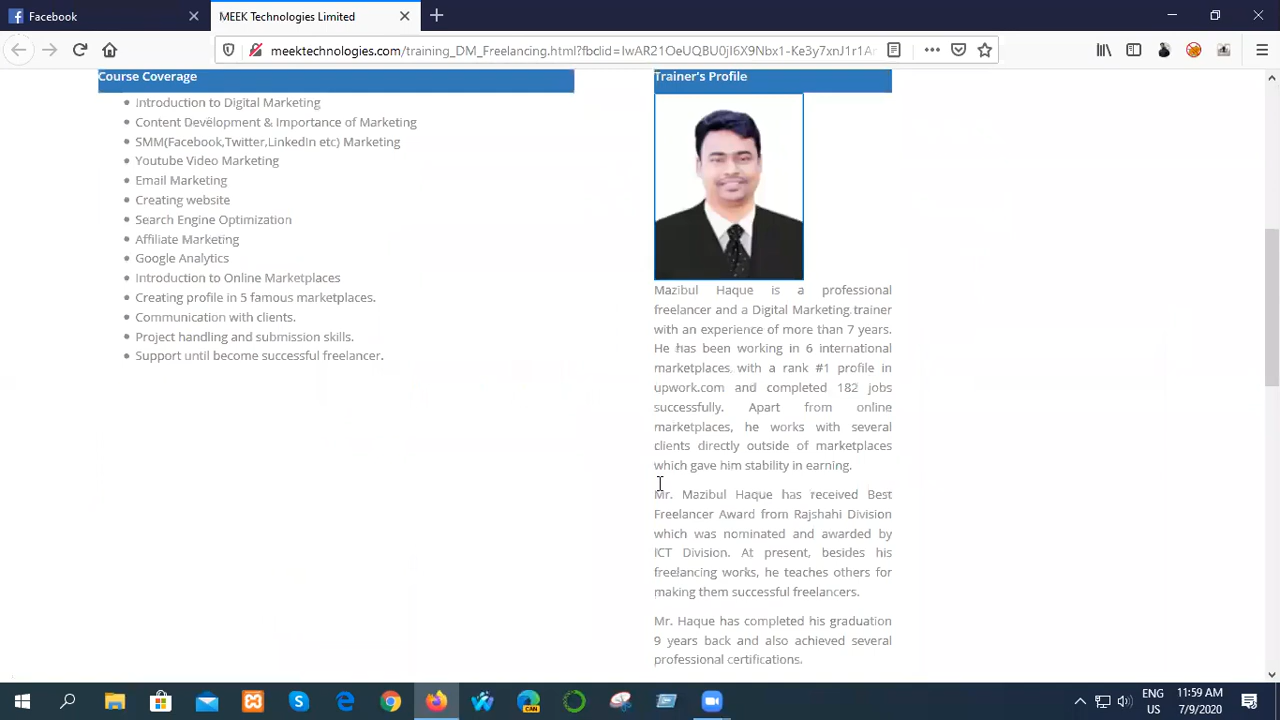 Facebook
MEEK Technologies Limited
meektechnologies.com/training_DM_Freelancing.html?fbclid=IwAR21OeUQBU0jI6X9Nbx1-Ke3y7xnJ1r1A
Course Coverage
Introduction to Digital Marketing
Content Development & Importance of Marketing
SMM(Facebook,Twitter,LinkedIn etc) Marketing
Youtube Video Marketing
Email Marketing
Creating website
Search Engine Optimization
Affiliate Marketing
Google Analytics
Introduction to Online Marketplaces
Creating profile in 5 famous marketplaces.
Communication with clients.
Project handling and submission skills.
Support until become successful freelancer.
Trainer's Profile
Mazibul Haque is a professional
freelancer and a Digital Marketing trainer
with an experience of more than 7 years.
He has been working in 6 international
marketplaces with a rank #1 profile in
upwork.com and completed 182 jobs
successfully. Apart from online
marketplaces, he works with several
clients directly outside of marketplaces
which gave him stability in earning.
Mr. Mazibul Haque has received Best
Freelancer Award from Rajshahi Division
which was nominated and awarded by
ICT Division. At present, besides his
freelancing works, he teaches others for
making them successful freelancers.
Mr. Haque has completed his graduation
9 years back and also achieved several
professional certifications.
CAN
ENG
US
11:59 AM
7/9/2020